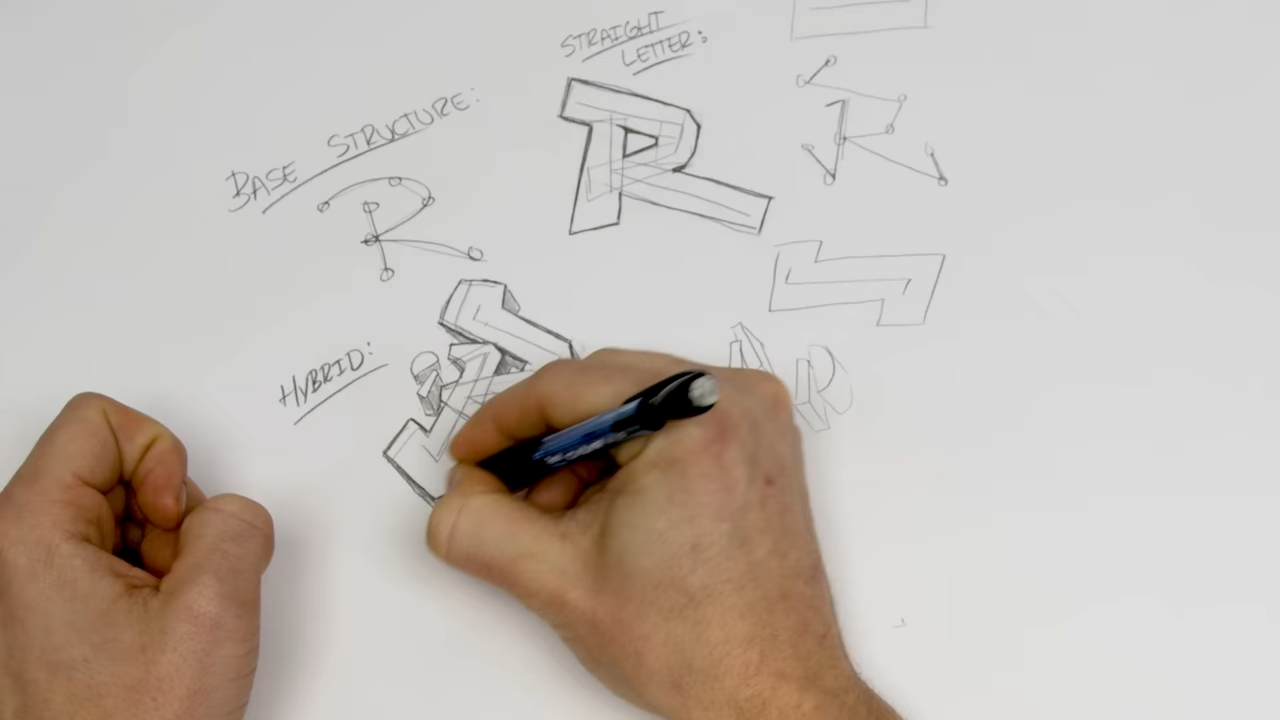 STRAIGHT
LETTER:
BASE STRUCTURE:
R
R
R
HYBRID: